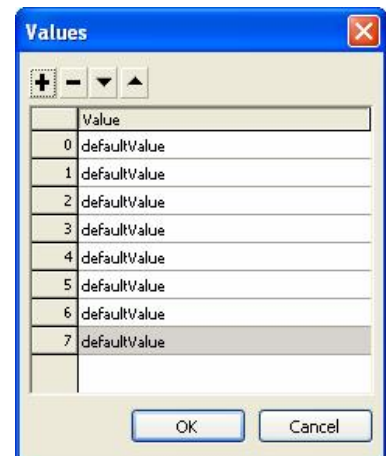 Values
Value
0 defaultValue
1 defaultValue
2 defaultValue
3 defaultValue
4 defaultValue
5 defaultValue
6 defaultValue
7 defaultValue
OK Cancel